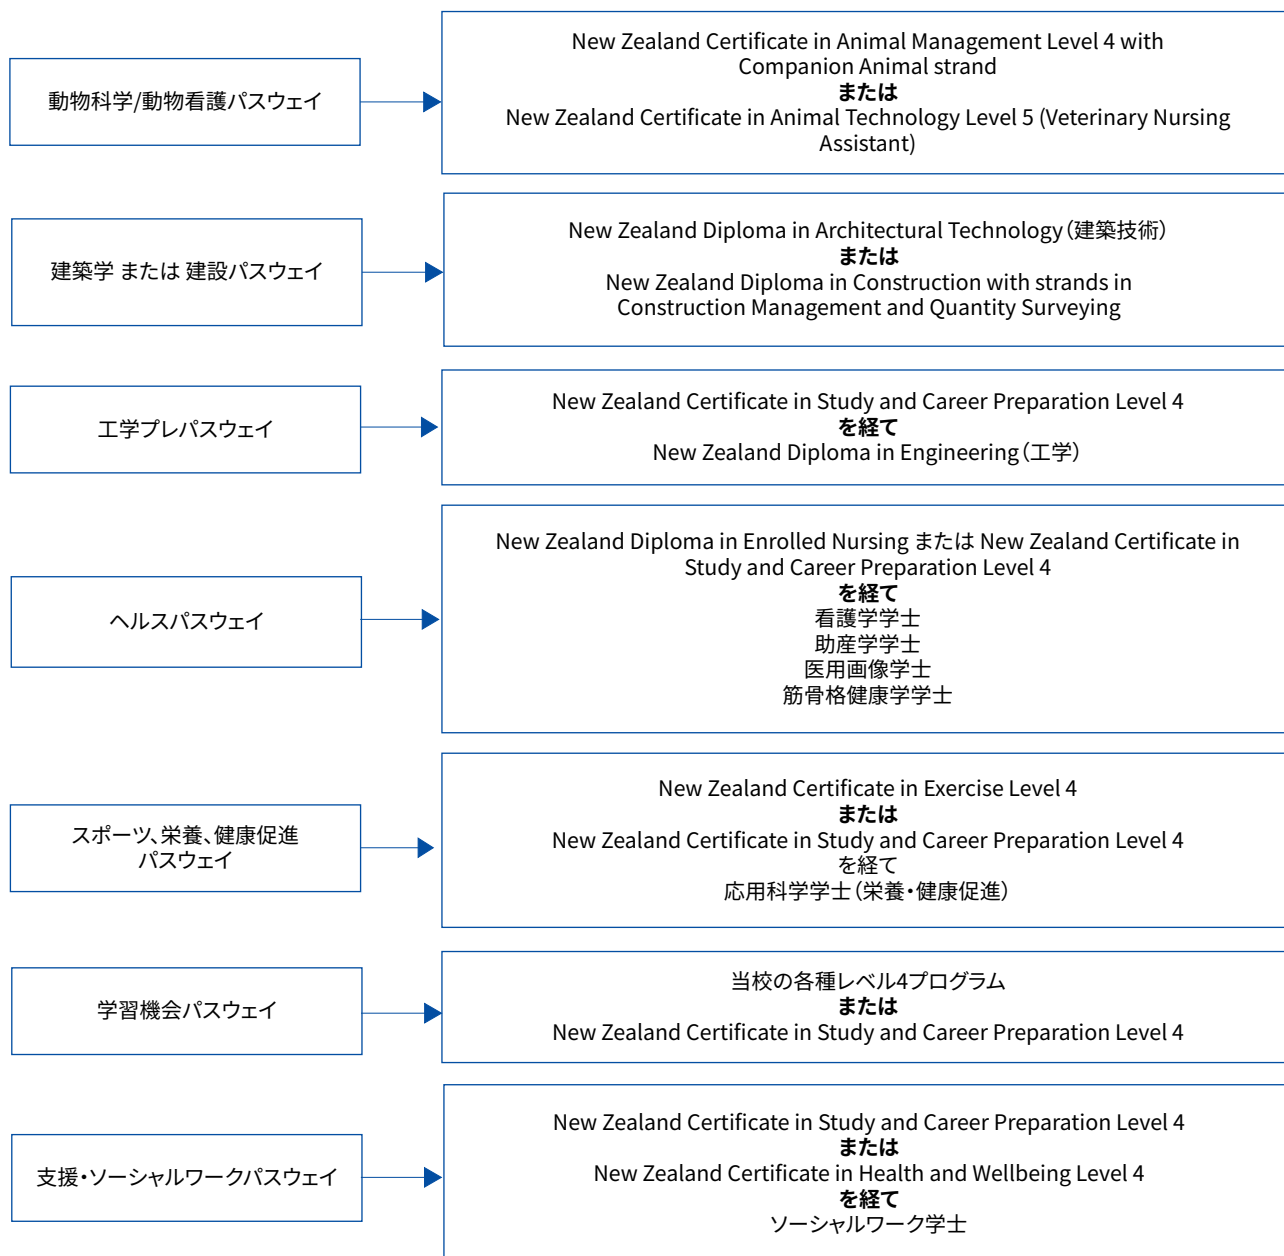 動物科学/動物看護パスウェイ
New Zealand Certificate in Animal Management Level 4 with
Companion Animal strand
または
New Zealand Certificate in Animal Technology Level 5 (Veterinary Nursing
Assistant)
建築学 または 建設パスウェイ
New Zealand Diploma in Architectural Technology（建築技術）
または
New Zealand Diploma in Construction with strands in
Construction Management and Quantity Surveying
工学プレパスウェイ
New Zealand Certificate in Study and Career Preparation Level 4
を経て
New Zealand Diploma in Engineering（工学）
ヘルスパスウェイ
New Zealand Diploma in Enrolled Nursing または New Zealand Certificate in
Study and Career Preparation Level 4
を経て
看護学学士
助産学学士
医用画像学士
筋骨格健康学学士
スポーツ、栄養、健康促進
パスウェイ
New Zealand Certificate in Exercise Level 4
または
New Zealand Certificate in Study and Career Preparation Level 4
を経て
応用科学学士（栄養・健康促進）
学習機会パスウェイ
当校の各種レベル4プログラム
または
New Zealand Certificate in Study and Career Preparation Level 4
支援・ソーシャルワークパスウェイ
New Zealand Certificate in Study and Career Preparation Level 4
または
New Zealand Certificate in Health and Wellbeing Level 4
を経て
ソーシャルワーク学士